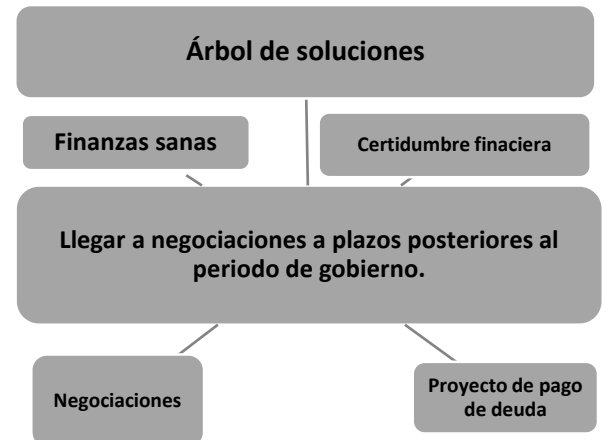 Árbol de soluciones
Finanzas sanas
Certidumbre finaciera
Llegar a negociaciones a plazos posteriores al
periodo de gobierno.
Negociaciones
Proyecto de pago
de deuda